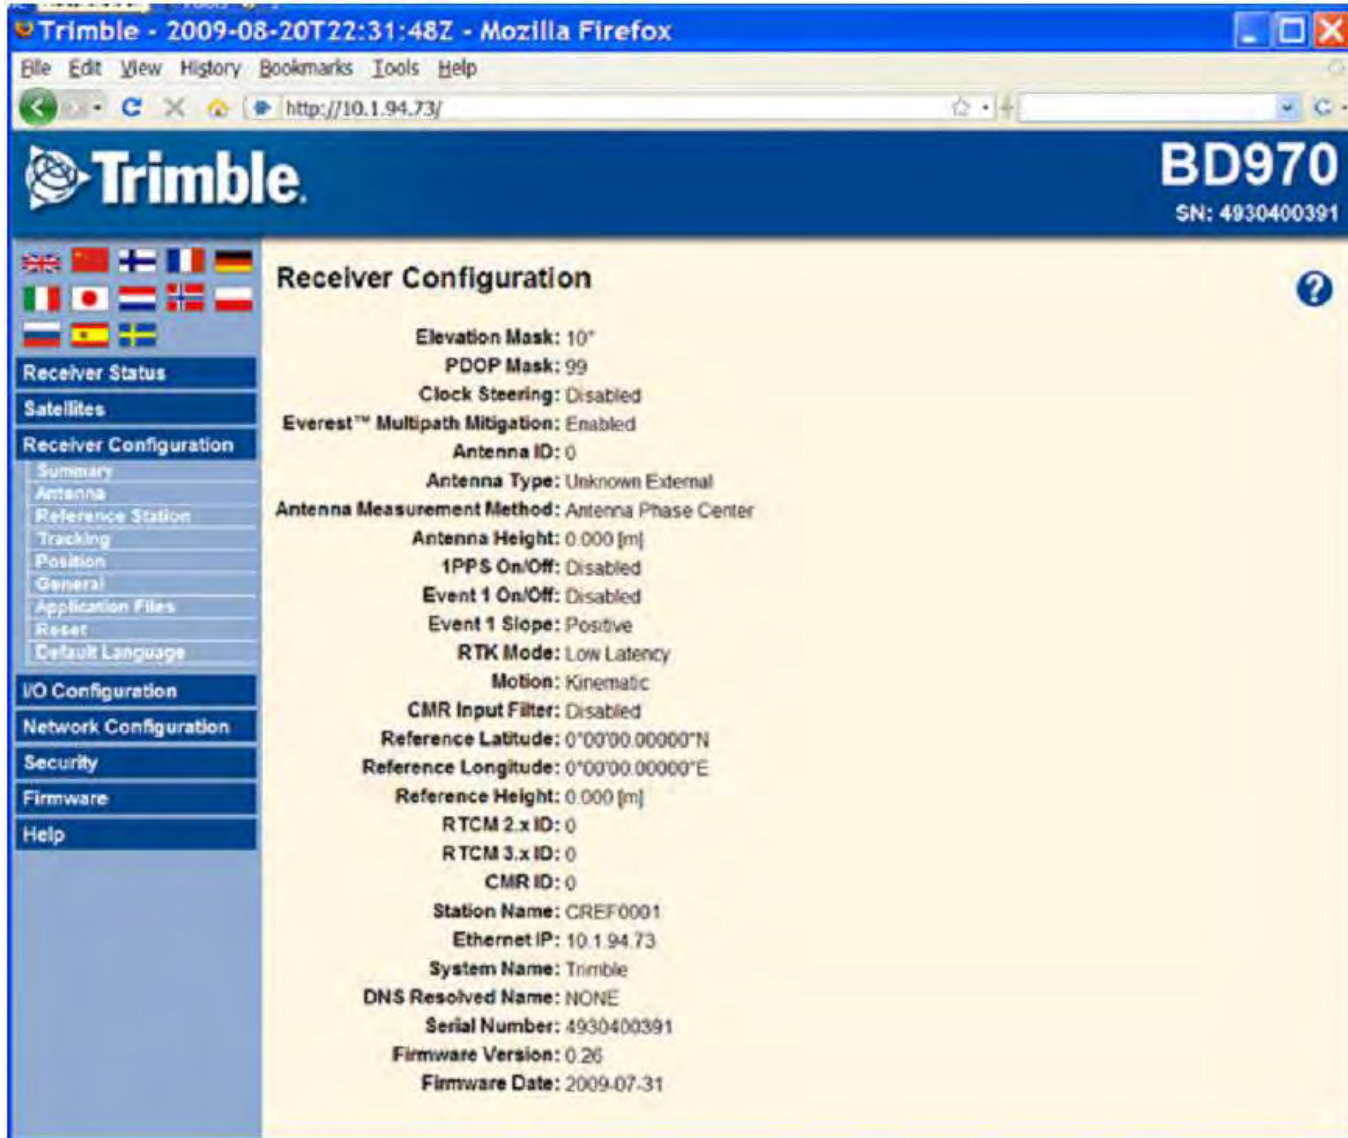 Trimble - 2009-08-20T22:31:48Z - Mozilla Firefox
File Edit View History Bookmarks Tools Help
http://10.1.94.73/
Trimble.
BD970
SN: 4930400391
Receiver Status
Satellites
Receiver Configuration
Summary
Antenna
Reference Station
Tracking
Position
General
Application Files
Reset
Default Language
I/O Configuration
Network Configuration
Security
Firmware
Help
Receiver Configuration
?
Elevation Mask: 10°
PDOP Mask: 99
Clock Steering: Disabled
Everest™ Multipath Mitigation: Enabled
Antenna ID: 0
Antenna Type: Unknown External
Antenna Measurement Method: Antenna Phase Center
Antenna Height: 0.000 [m]
1PPS On/Off: Disabled
Event 1 On/Off: Disabled
Event 1 Slope: Positive
RTK Mode: Low Latency
Motion: Kinematic
CMR Input Filter: Disabled
Reference Latitude: 0°00'00.00000"N
Reference Longitude: 0°00'00.00000"E
Reference Height: 0.000 [m]
RTCM 2.x ID: 0
RTCM 3.x ID: 0
CMR ID: 0
Station Name: CREF0001
Ethernet IP: 10.1.94.73
System Name: Trimble
DNS Resolved Name: NONE
Serial Number: 4930400391
Firmware Version: 0.26
Firmware Date: 2009-07-31